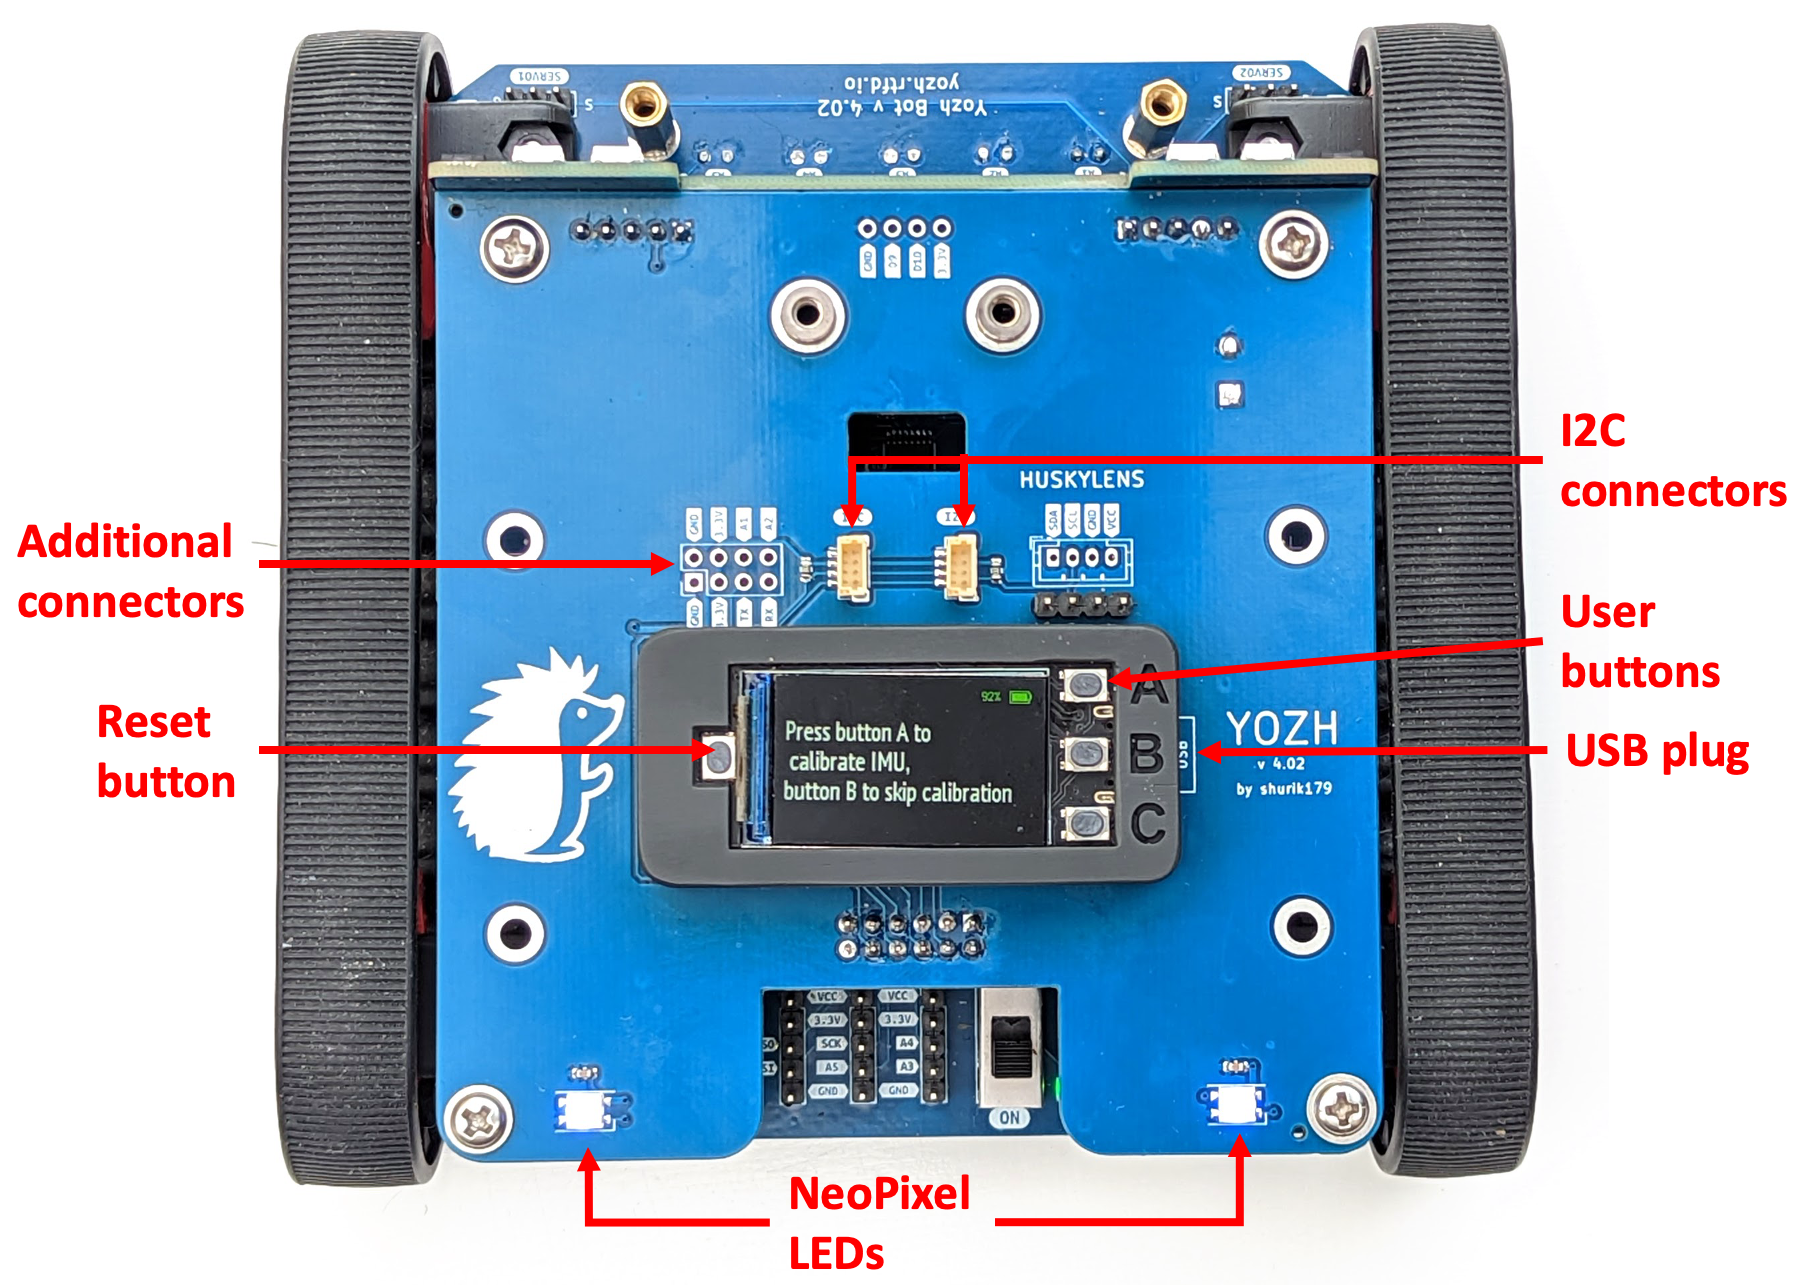 SERVO1
SERVO2
S
S
yozh.rtfd.io
Yozh Bot v 4.02
GND
D9
D10
3.3V
I2C
connectors
HUSKYLENS
SDA
SCL
GND
VCC
GND
3.3V
A1
A2
Additional
connectors
GND
3.3V
TX
RX
User
buttons
A
B
C
92%
Press button A to
calibrate IMU,
button B to skip calibration
Reset
button
USB plug
YOZH
v 4.02
by shurik179
VCC
VCC
3.3V
3.3V
SCK
A4
A5
A3
GND
GND
ON
NeoPixel
LEDs